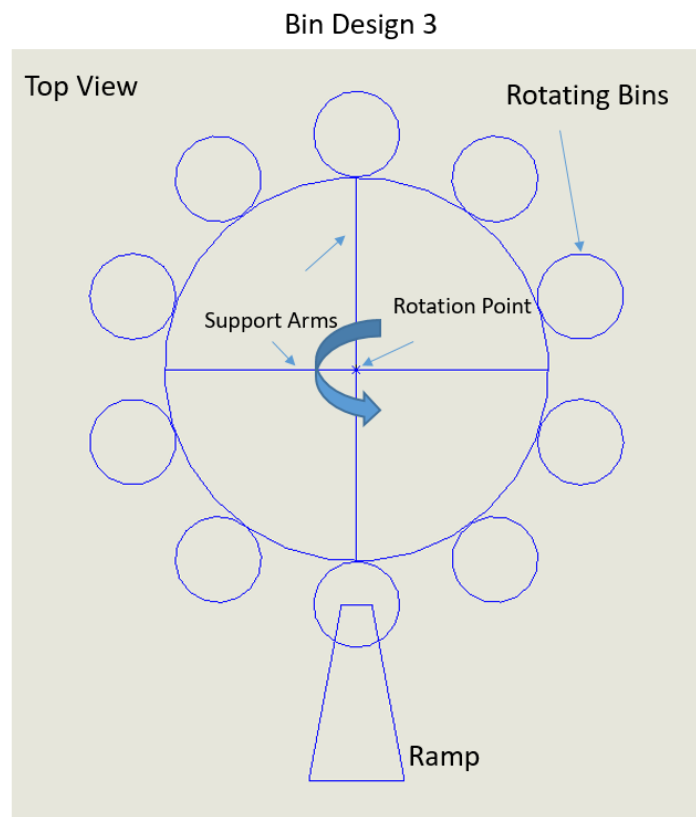 Bin Design 3
Top View
Rotating Bins
Support Arms
Rotation Point
Ramp